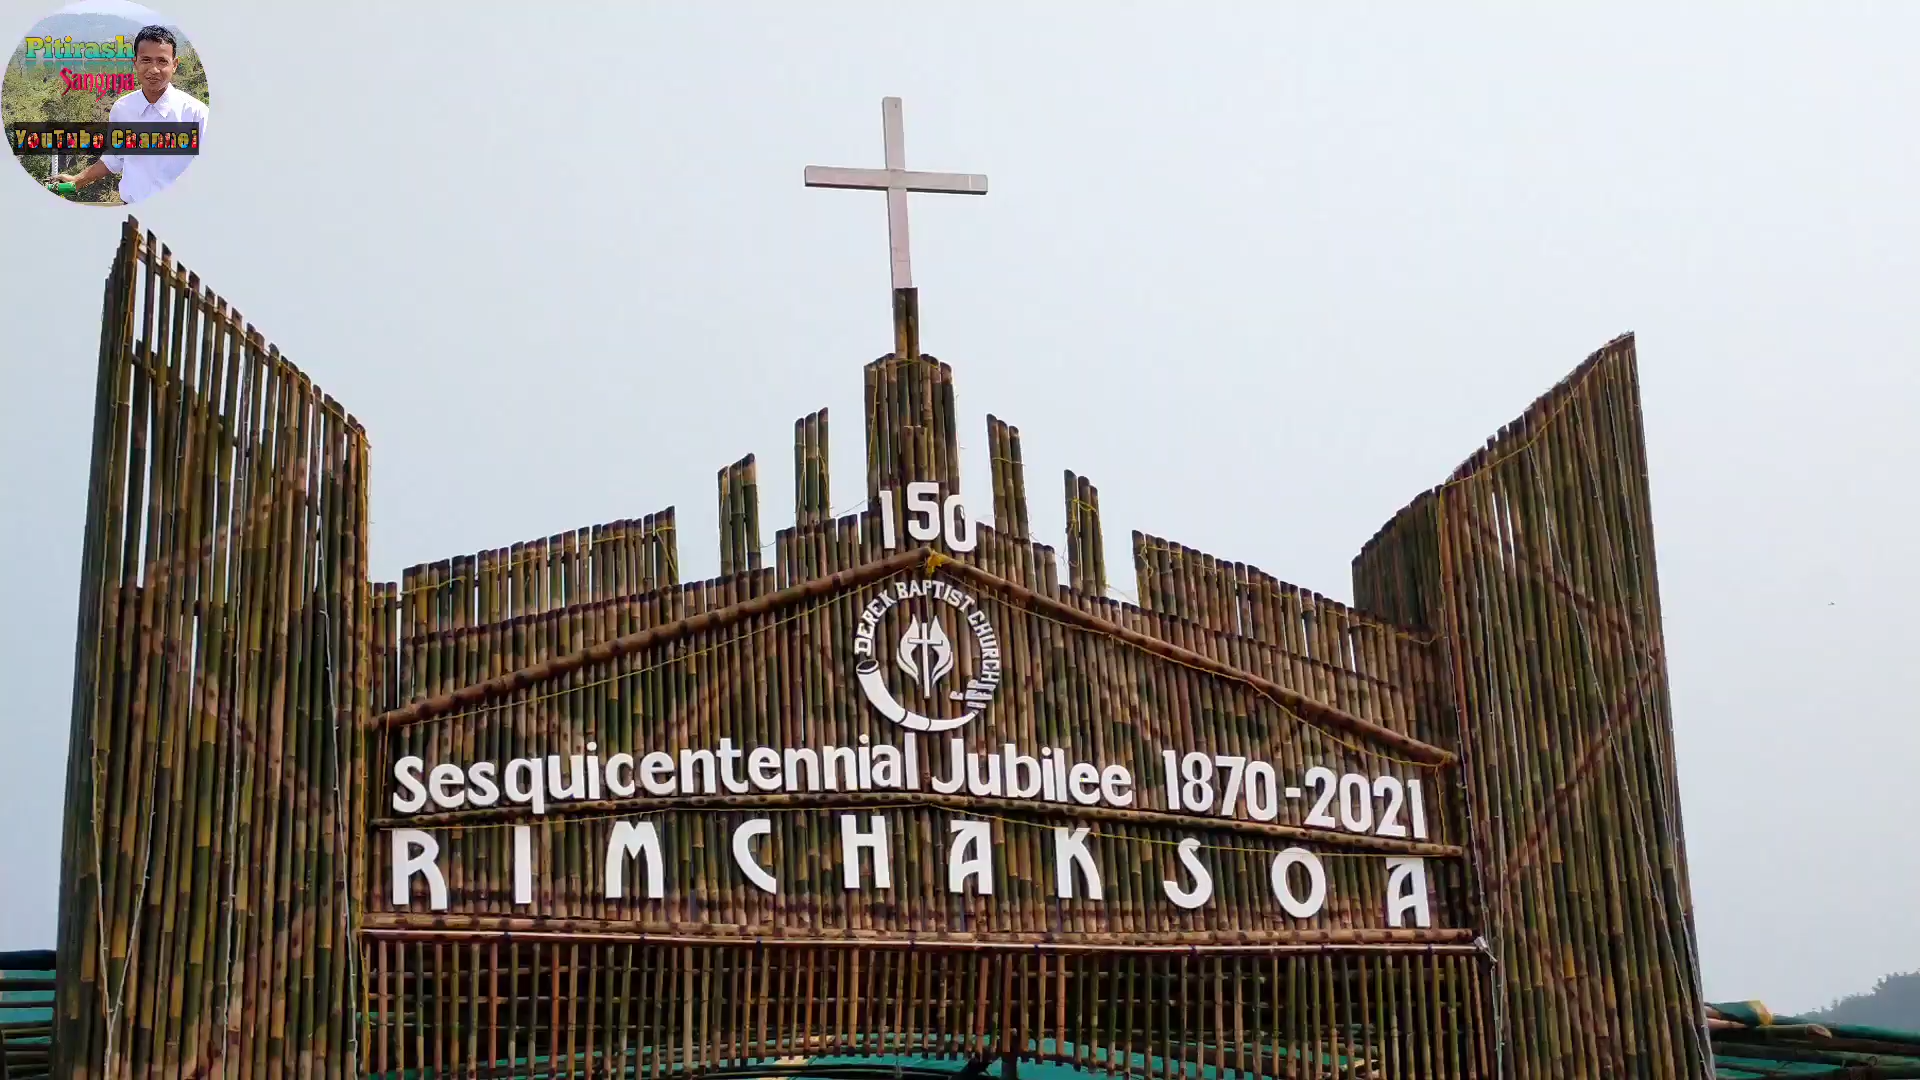 Pitirash
Sangma
YouTube Channel
150
DEREK BAPTIST CHURCH
Sesquicentennial Jubilee 1870-2021
RIMCHAKSOA